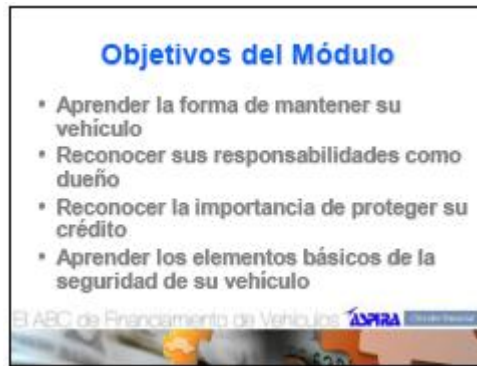 Objetivos del Módulo
• Aprender la forma de mantener su
vehículo
• Reconocer sus responsabilidades como
dueño
• Reconocer la importancia de proteger su
crédito
• Aprender los elementos básicos de la
seguridad de su vehículo
El ABC de Financiamiento de Vehículos ASPIRA